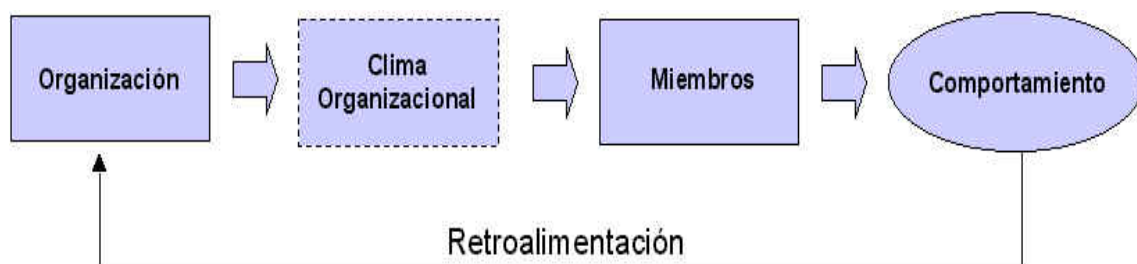 Organización
Clima
Organizacional
Miembros
Comportamiento
Retroalimentación